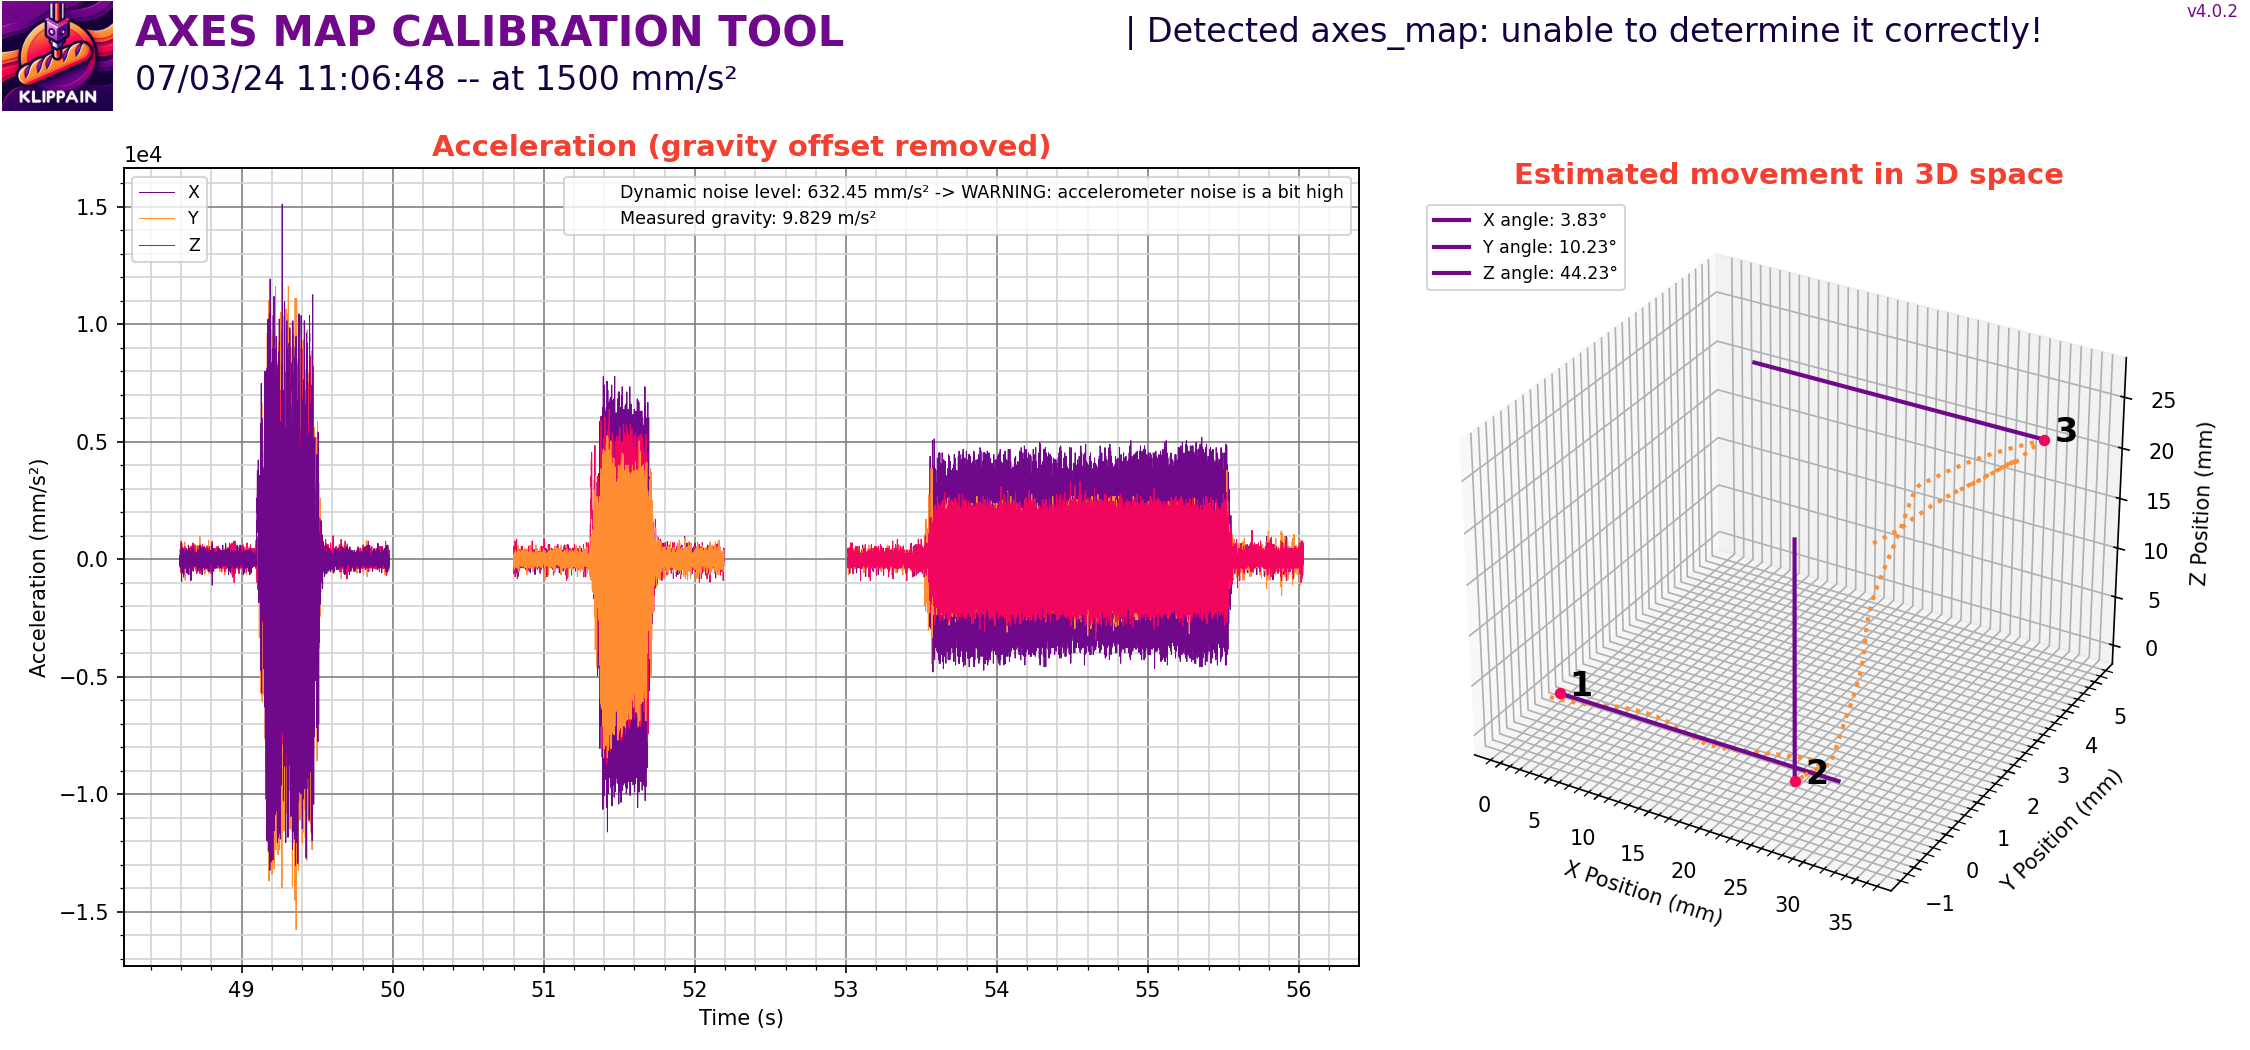 KLIPPAIN
AXES MAP CALIBRATION TOOL
07/03/24 11:06:48 -- at 1500 mm/s²
| Detected axes_map: unable to determine it correctly!
v4.0.2
Acceleration (gravity offset removed)
1e4
X
Y
Z
Dynamic noise level: 632.45 mm/s² -> WARNING: accelerometer noise is a bit high
Measured gravity: 9.829 m/s²
1.5
1.0
0.5
0.0
−0.5
−1.0
−1.5
Acceleration (mm/s²)
49
50
51
52
53
54
55
56
Time (s)
Estimated movement in 3D space
X angle: 3.83°
Y angle: 10.23°
Z angle: 44.23°
1
2
3
0
5
10
15
20
25
30
35
X Position (mm)
−1
0
1
2
3
4
5
Y Position (mm)
0
5
10
15
20
25
Z Position (mm)